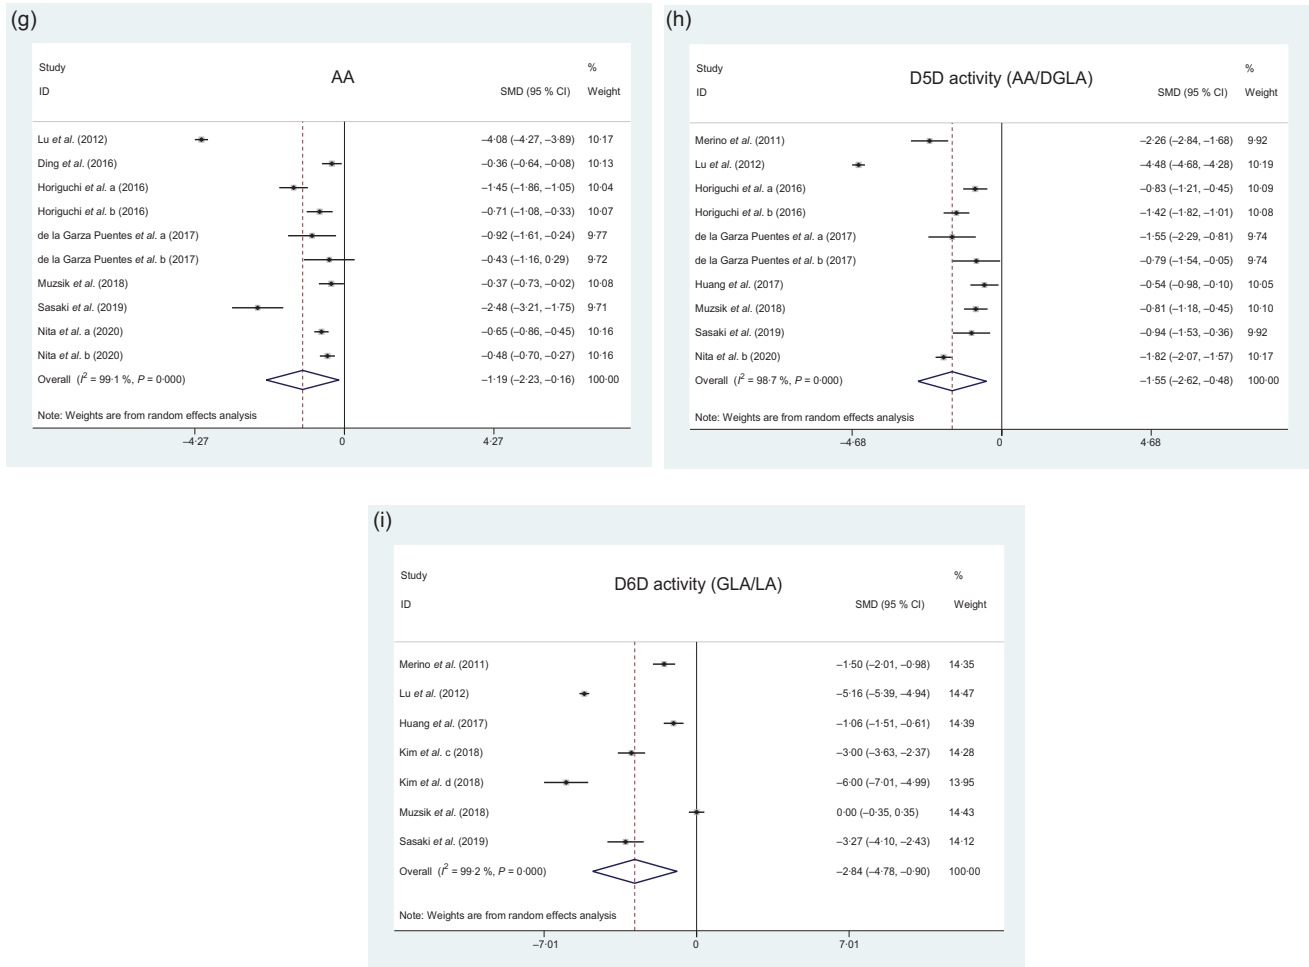 (g)
AA
Study %
ID SMD (95 % CI) Weight
Lu et al. (2012) –4·08 (–4·27, –3·89) 10·17
Ding et al. (2016) –0·36 (–0·64, –0·08) 10·13
Horiguchi et al. a (2016) –1·45 (–1·86, –1·05) 10·04
Horiguchi et al. b (2016) –0·71 (–1·08, –0·33) 10·07
de la Garza Puentes et al. a (2017) –0·92 (–1·61, –0·24) 9·77
de la Garza Puentes et al. b (2017) –0·43 (–1·16, 0·29) 9·72
Muzsik et al. (2018) –0·37 (–0·73, –0·02) 10·08
Sasaki et al. (2019) –2·48 (–3·21, –1·75) 9·71
Nita et al. a (2020) –0·65 (–0·86, –0·45) 10·16
Nita et al. b (2020) –0·48 (–0·70, –0·27) 10·16
Overall (I² = 99·1 %, P = 0·000) –1·19 (–2·23, –0·16) 100·00
Note: Weights are from random effects analysis
–4·27 0 4·27
(h)
D5D activity (AA/DGLA)
Study %
ID SMD (95 % CI) Weight
Merino et al. (2011) –2·26 (–2·84, –1·68) 9·92
Lu et al. (2012) –4·48 (–4·68, –4·28) 10·19
Horiguchi et al. a (2016) –0·83 (–1·21, –0·45) 10·09
Horiguchi et al. b (2016) –1·42 (–1·82, –1·01) 10·08
de la Garza Puentes et al. a (2017) –1·55 (–2·29, –0·81) 9·74
de la Garza Puentes et al. b (2017) –0·79 (–1·54, –0·05) 9·74
Huang et al. (2017) –0·54 (–0·98, –0·10) 10·05
Muzsik et al. (2018) –0·81 (–1·18, –0·45) 10·10
Sasaki et al. (2019) –0·94 (–1·53, –0·36) 9·92
Nita et al. b (2020) –1·82 (–2·07, –1·57) 10·17
Overall (I² = 98·7 %, P = 0·000) –1·55 (–2·62, –0·48) 100·00
Note: Weights are from random effects analysis
–4·68 0 4·68
(i)
D6D activity (GLA/LA)
Study %
ID SMD (95 % CI) Weight
Merino et al. (2011) –1·50 (–2·01, –0·98) 14·35
Lu et al. (2012) –5·16 (–5·39, –4·94) 14·47
Huang et al. (2017) –1·06 (–1·51, –0·61) 14·39
Kim et al. c (2018) –3·00 (–3·63, –2·37) 14·28
Kim et al. d (2018) –6·00 (–7·01, –4·99) 13·95
Muzsik et al. (2018) 0·00 (–0·35, 0·35) 14·43
Sasaki et al. (2019) –3·27 (–4·10, –2·43) 14·12
Overall (I² = 99·2 %, P = 0·000) –2·84 (–4·78, –0·90) 100·00
Note: Weights are from random effects analysis
–7·01 0 7·01